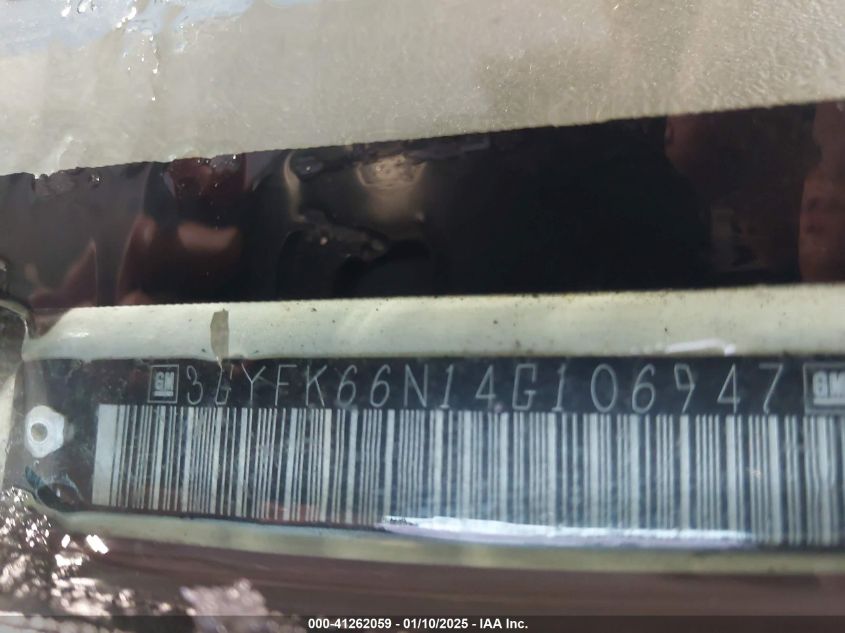 GM 3GYFK66N14G106947 GM
000-41262059 - 01/10/2025 - IAA Inc.